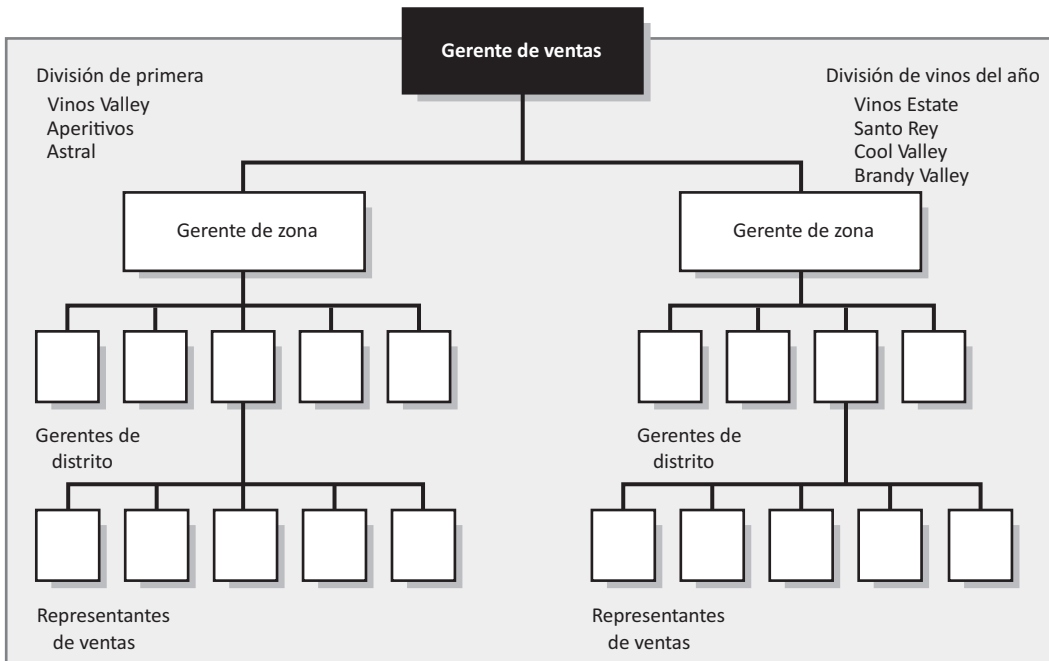 Gerente de ventas
División de primera
Vinos Valley
Aperitivos
Astral
División de vinos del año
Vinos Estate
Santo Rey
Cool Valley
Brandy Valley
Gerente de zona
Gerente de zona
Gerentes de
distrito
Gerentes de
distrito
Representantes
de ventas
Representantes
de ventas